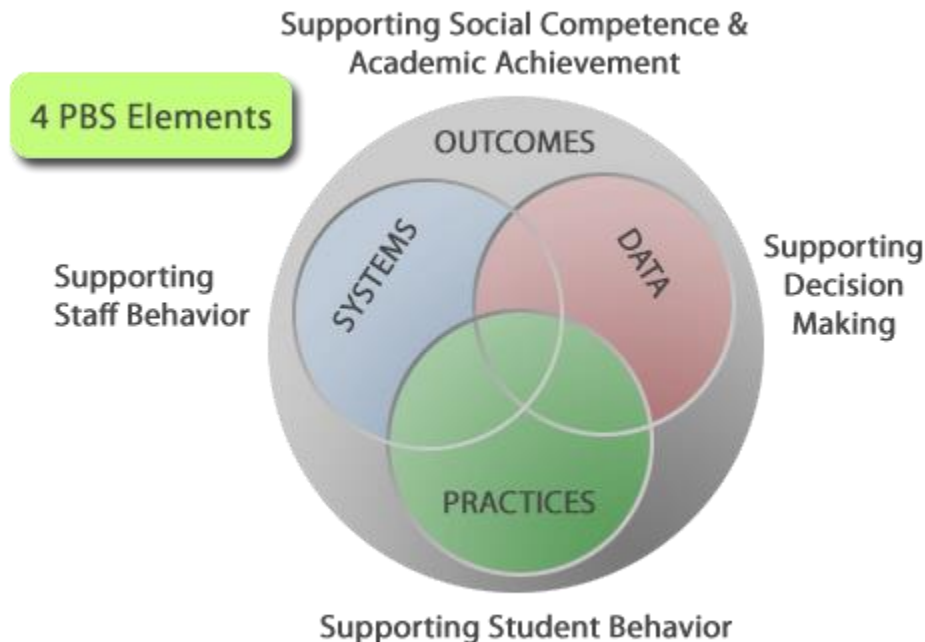 Supporting Social Competence &
Academic Achievement
4 PBS Elements
OUTCOMES
SYSTEMS
DATA
Supporting
Staff Behavior
Supporting
Decision
Making
PRACTICES
Supporting Student Behavior